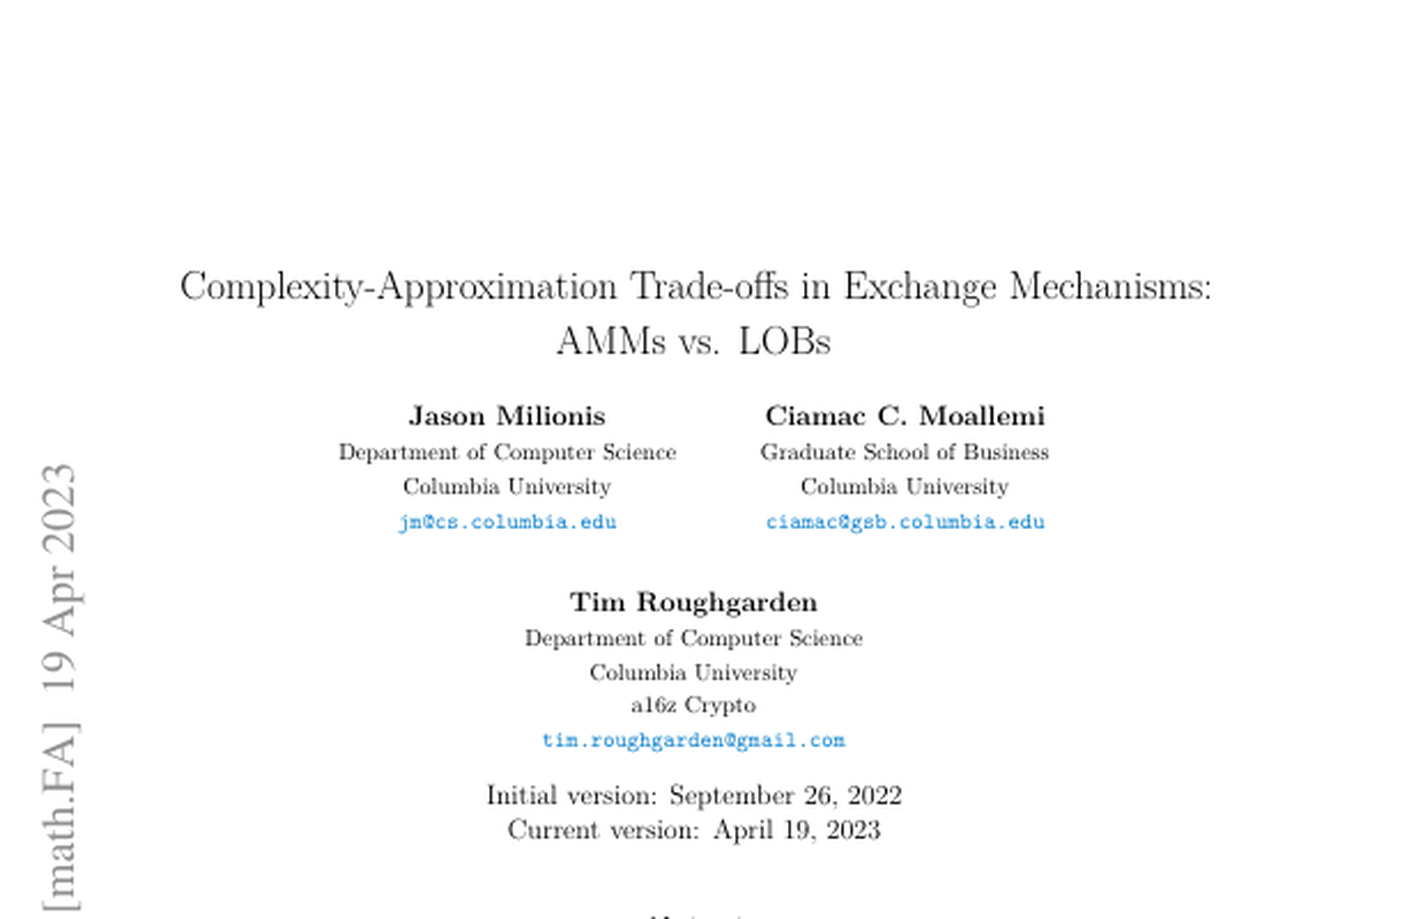 Complexity-Approximation Trade-offs in Exchange Mechanisms:
AMMs vs. LOBs
Jason Milionis
Department of Computer Science
Columbia University
jm@cs.columbia.edu
Ciamac C. Moallemi
Graduate School of Business
Columbia University
ciamac@gsb.columbia.edu
Tim Roughgarden
Department of Computer Science
Columbia University
a16z Crypto
tim.roughgarden@gmail.com
Initial version: September 26, 2022
Current version: April 19, 2023
[math.FA] 19 Apr 2023